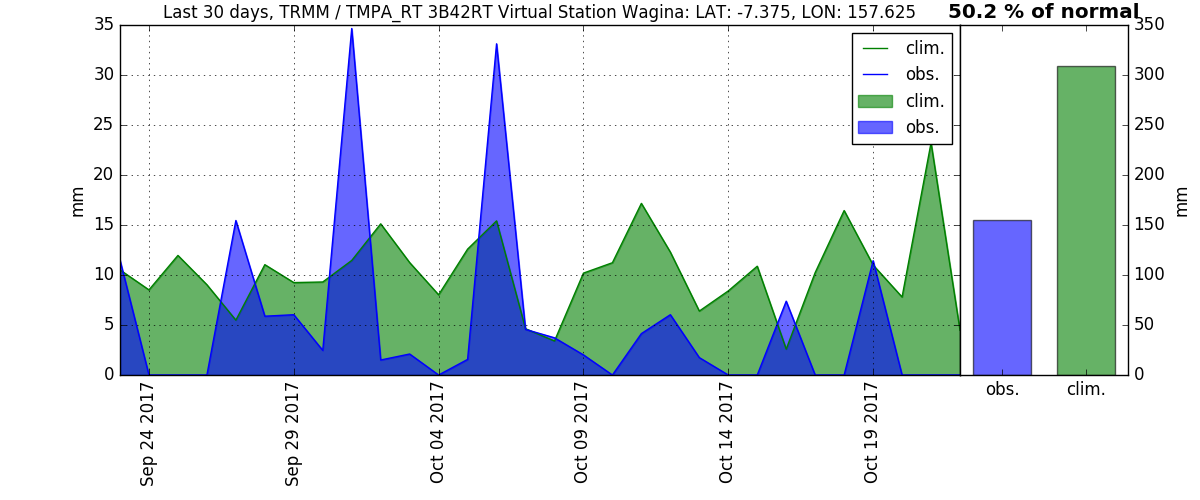 Last 30 days, TRMM / TMPA_RT 3B42RT Virtual Station Wagina: LAT: -7.375, LON: 157.625
50.2 % of normal
35
30
25
20
15
10
5
0
mm
clim.
obs.
clim.
obs.
Sep 24 2017
Sep 29 2017
Oct 04 2017
Oct 09 2017
Oct 14 2017
Oct 19 2017
350
300
250
200
150
100
50
0
mm
obs.
clim.